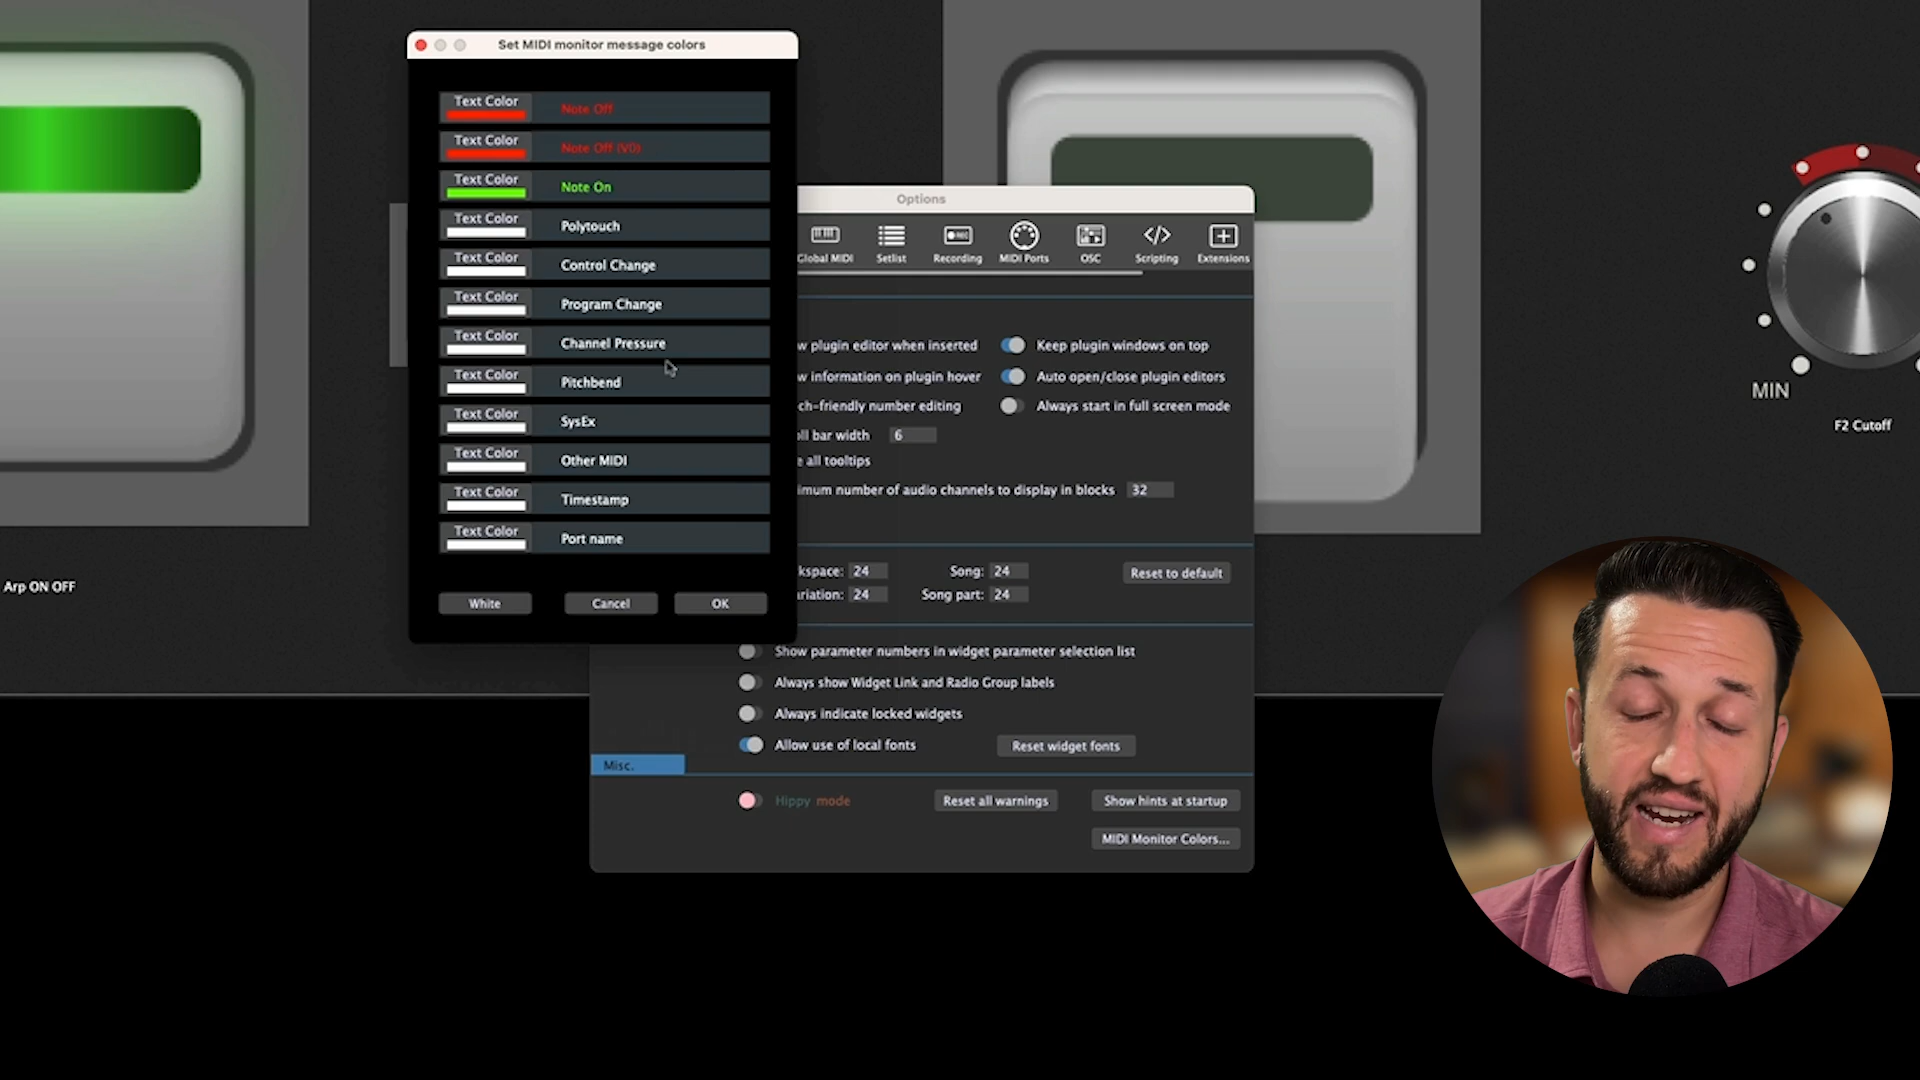 Set MIDI monitor message colors
Text Color Note Off
Text Color Note Off (V0)
Text Color Note On
Text Color Polytouch
Text Color Control Change
Text Color Program Change
Text Color Channel Pressure
Text Color Pitchbend
Text Color SysEx
Text Color Other MIDI
Text Color Timestamp
Text Color Port name
White Cancel OK
Options
Global MIDI Setlist Recording MIDI Ports OSC Scripting Extensions
w plugin editor when inserted Keep plugin windows on top
w information on plugin hover Auto open/close plugin editors
ch-friendly number editing Always start in full screen mode
oll bar width 6
e all tooltips
imum number of audio channels to display in blocks 32
kspace: 24 Song: 24 Reset to default
ariation: 24 Song part: 24
Show parameter numbers in widget parameter selection list
Always show Widget Link and Radio Group labels
Always indicate locked widgets
Allow use of local fonts Reset widget fonts
Misc.
Hippy mode Reset all warnings Show hints at startup
MIDI Monitor Colors...
Arp ON OFF
MIN
F2 Cutoff